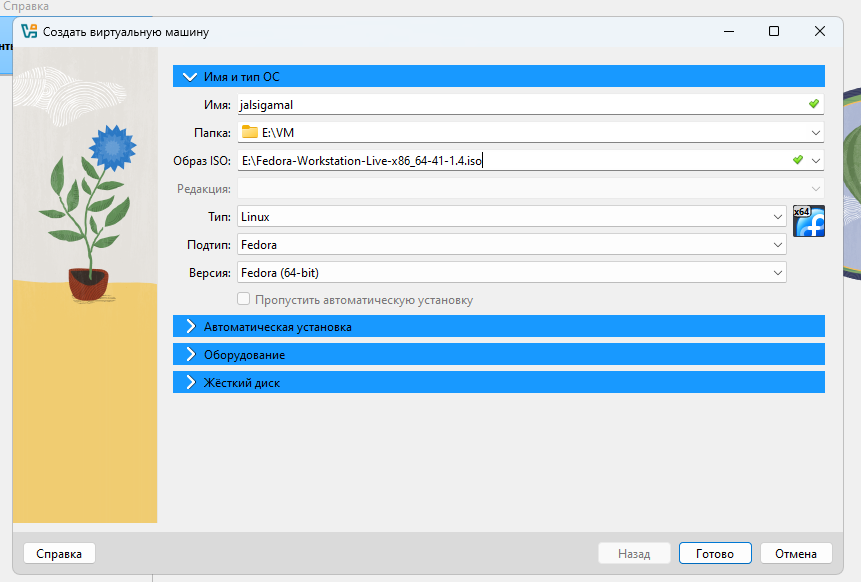 Справка
Создать виртуальную машину
Имя и тип ОС
Имя: jalsigamal
Папка: E:\VM
Образ ISO: E:\Fedora-Workstation-Live-x86_64-41-1.4.iso
Редакция:
Тип: Linux
x64
Подтип: Fedora
Версия: Fedora (64-bit)
Пропустить автоматическую установку
Автоматическая установка
Оборудование
Жёсткий диск
Справка
Назад
Готово
Отмена